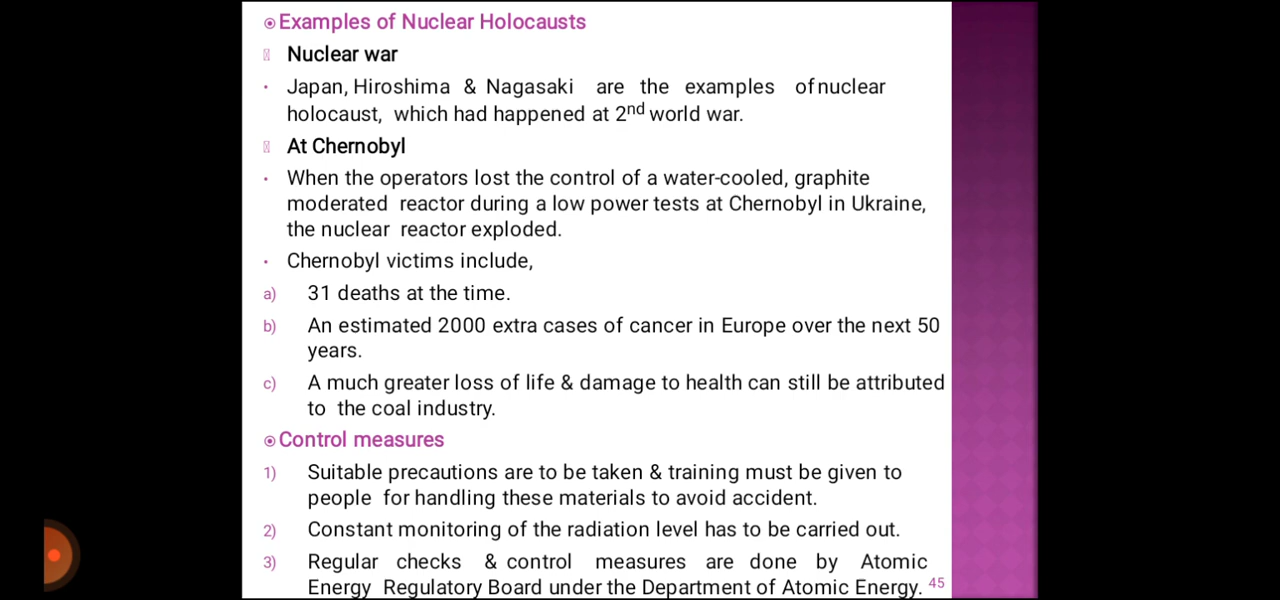 Examples of Nuclear Holocausts
Nuclear war
• Japan, Hiroshima & Nagasaki are the examples of nuclear
holocaust, which had happened at 2nd world war.
At Chernobyl
• When the operators lost the control of a water-cooled, graphite
moderated reactor during a low power tests at Chernobyl in Ukraine,
the nuclear reactor exploded.
• Chernobyl victims include,
a) 31 deaths at the time.
b) An estimated 2000 extra cases of cancer in Europe over the next 50
years.
c) A much greater loss of life & damage to health can still be attributed
to the coal industry.
Control measures
1) Suitable precautions are to be taken & training must be given to
people for handling these materials to avoid accident.
2) Constant monitoring of the radiation level has to be carried out.
3) Regular checks & control measures are done by Atomic
Energy Regulatory Board under the Department of Atomic Energy. 45